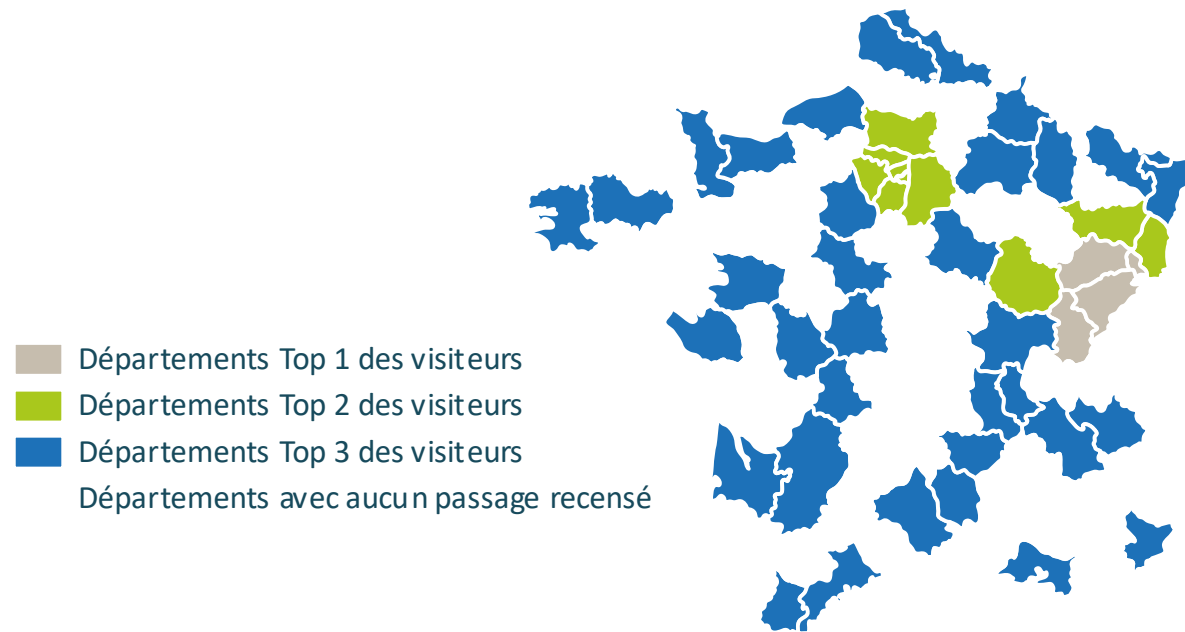 Départements Top 1 des visiteurs
Départements Top 2 des visiteurs
Départements Top 3 des visiteurs
Départements avec aucun passage recensé